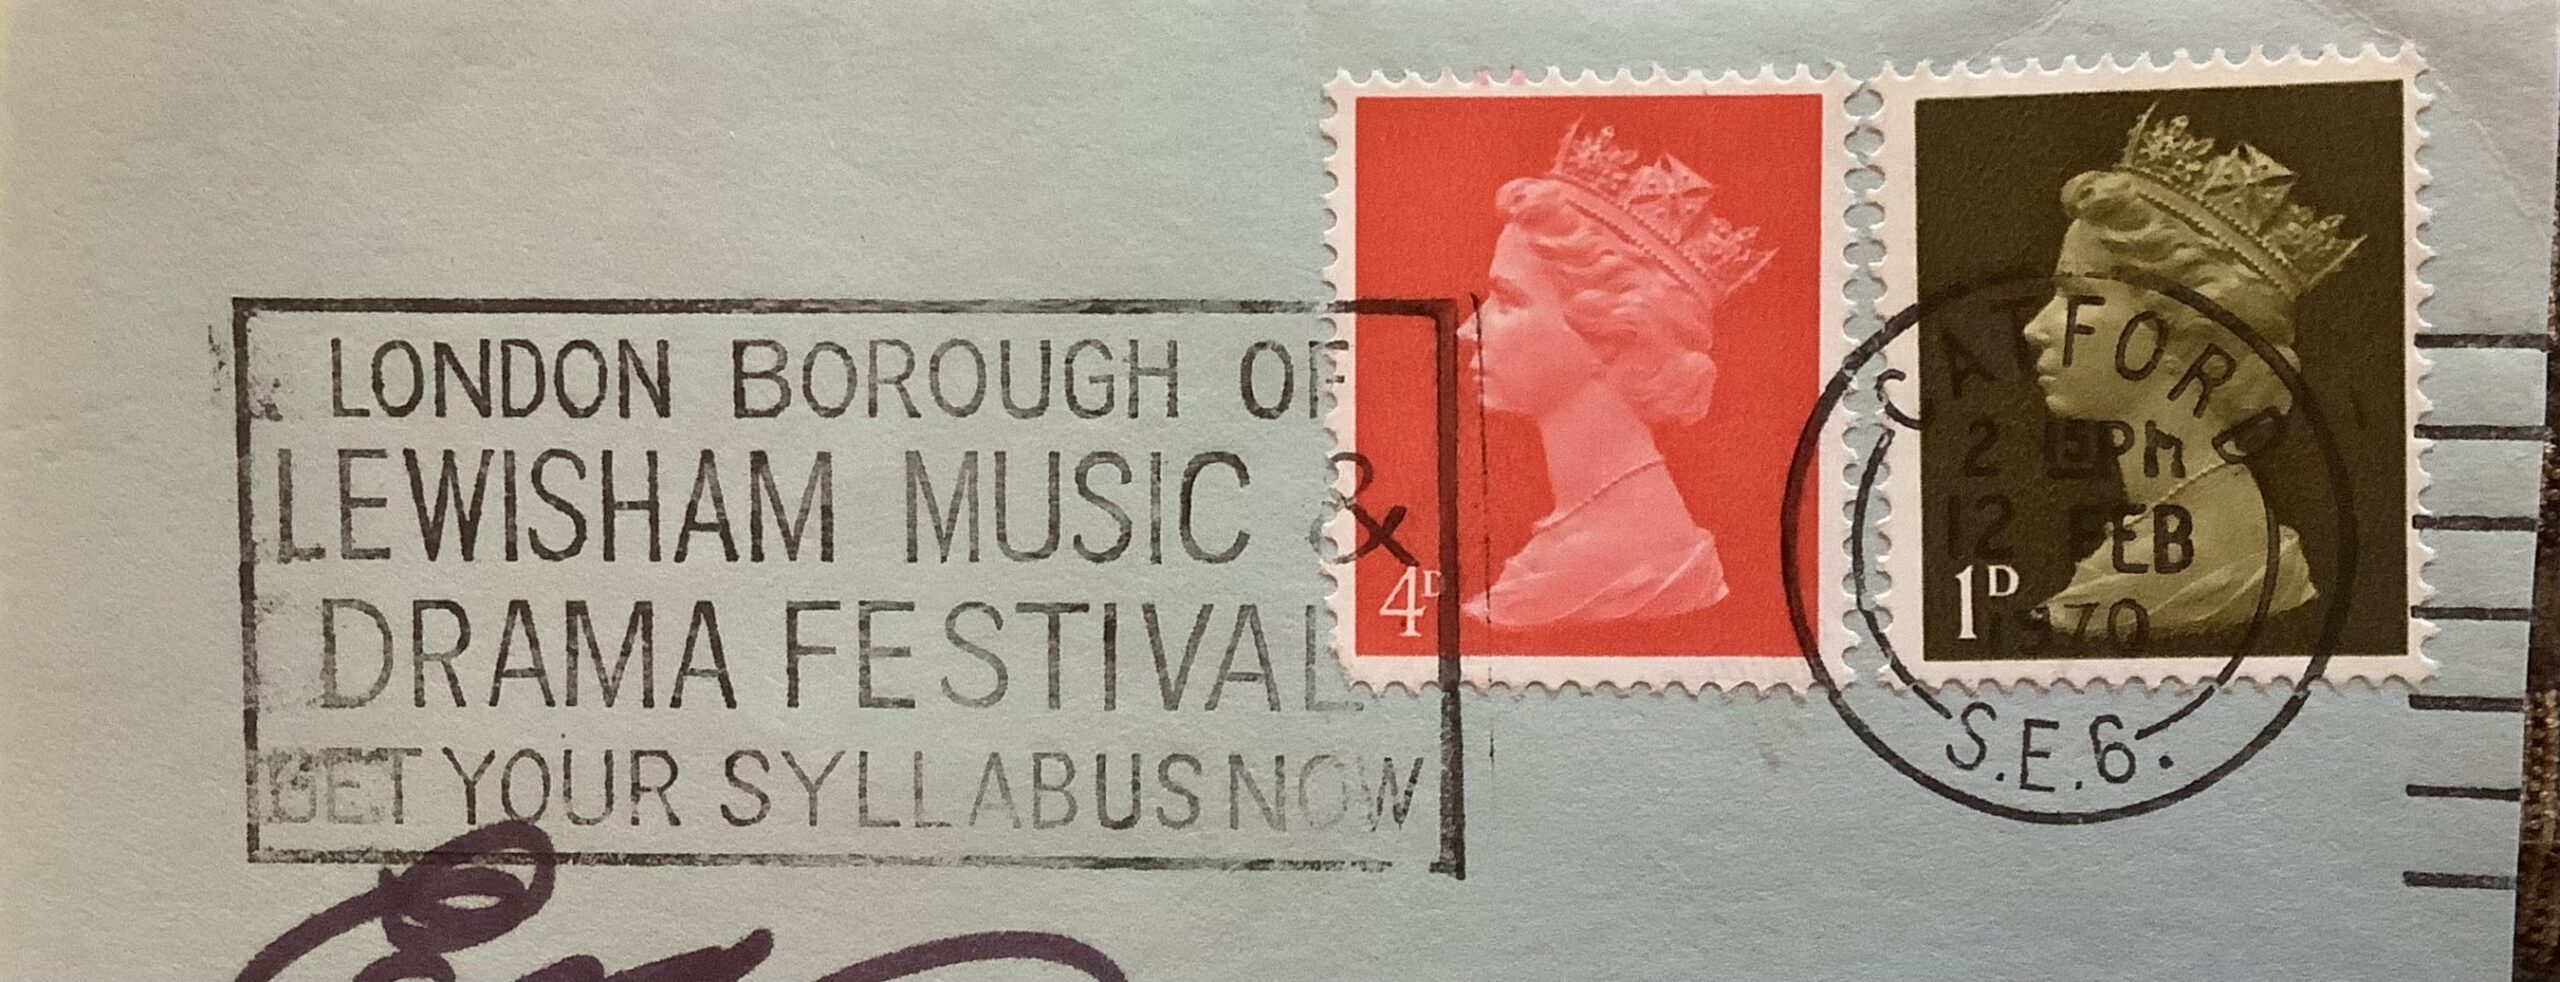 LONDON BOROUGH OF
LEWISHAM MUSIC &
DRAMA FESTIVAL
GET YOUR SYLLABUS NOW
4D
1D
CATFORD
2 PM
12 FEB
1970
S.E.6.